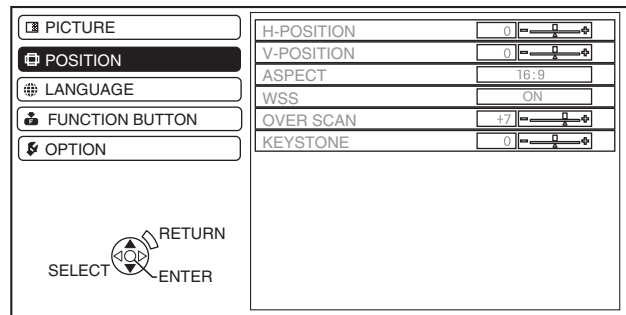 PICTURE
POSITION
LANGUAGE
FUNCTION BUTTON
OPTION
H-POSITION 0
V-POSITION 0
ASPECT 16:9
WSS ON
OVER SCAN +7
KEYSTONE 0
RETURN
SELECT
ENTER